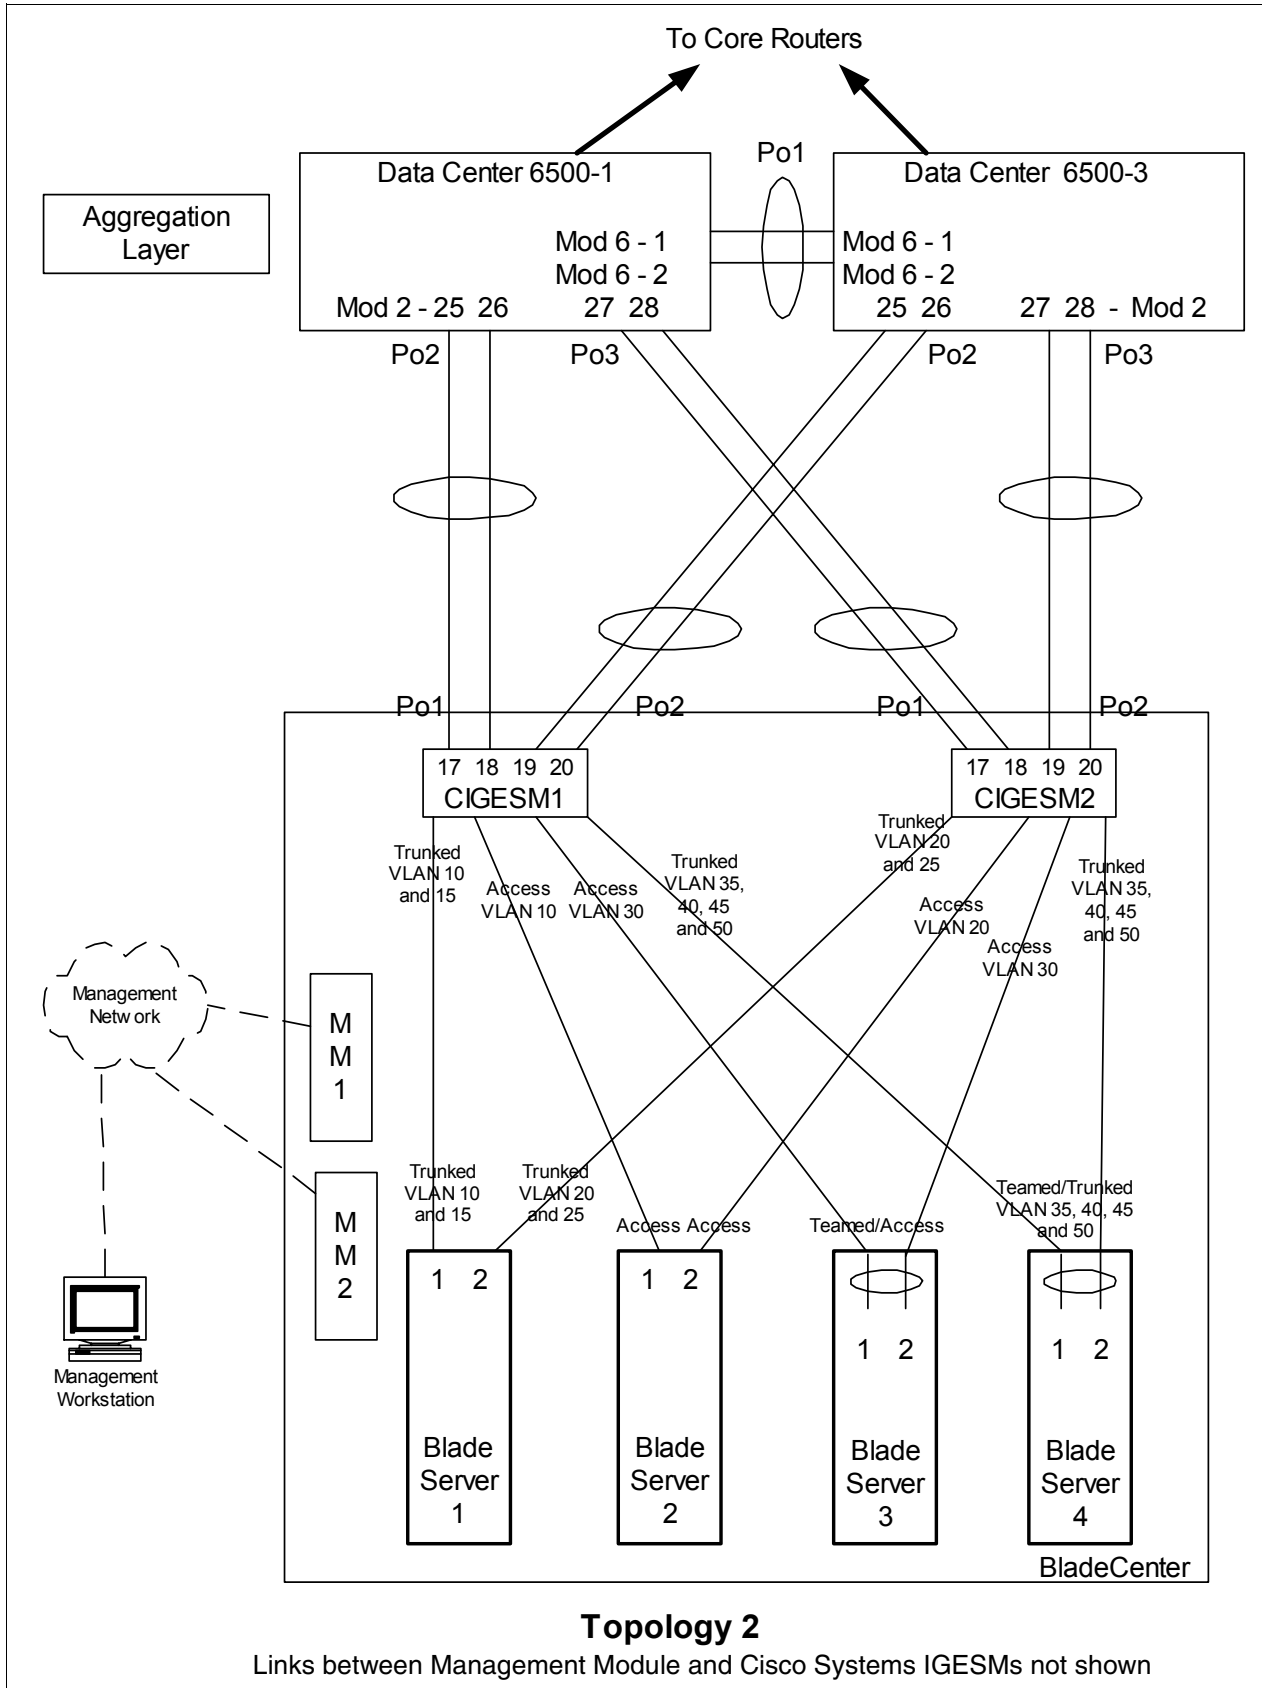 To Core Routers
Po1
Data Center 6500-1
Data Center 6500-3
Aggregation
Layer
Mod 6 - 1
Mod 6 - 2
Mod 6 - 1
Mod 6 - 2
Mod 2 - 25 26
27 28
25 26
27 28 - Mod 2
Po2
Po3
Po2
Po3
Po1
Po2
Po1
Po2
17 18 19 20
CIGESM1
17 18 19 20
CIGESM2
Trunked
VLAN 10
and 15
Access
VLAN 10
Access
VLAN 30
Trunked
VLAN 35,
40, 45
and 50
Trunked
VLAN 20
and 25
Access
VLAN 20
Access
VLAN 30
Trunked
VLAN 35,
40, 45
and 50
Management
Network
M
M
1
M
M
2
Management
Workstation
Trunked
VLAN 10
and 15
Trunked
VLAN 20
and 25
Access Access
Teamed/Access
Teamed/Trunked
VLAN 35, 40, 45
and 50
1 2
Blade
Server
1
1 2
Blade
Server
2
1 2
Blade
Server
3
1 2
Blade
Server
4
BladeCenter
Topology 2
Links between Management Module and Cisco Systems IGESMs not shown